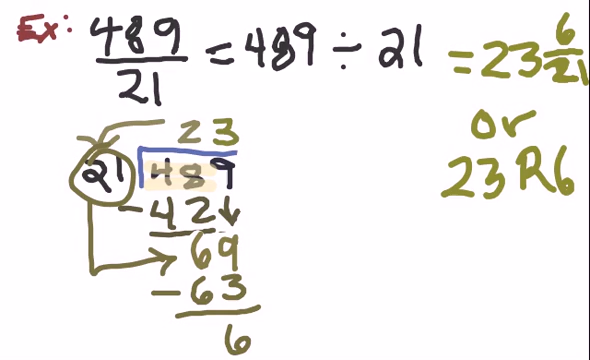 Ex: 489/21 = 489 ÷ 21 = 23 6/21
or
23 R6
23
21 489
- 42
69
- 63
6